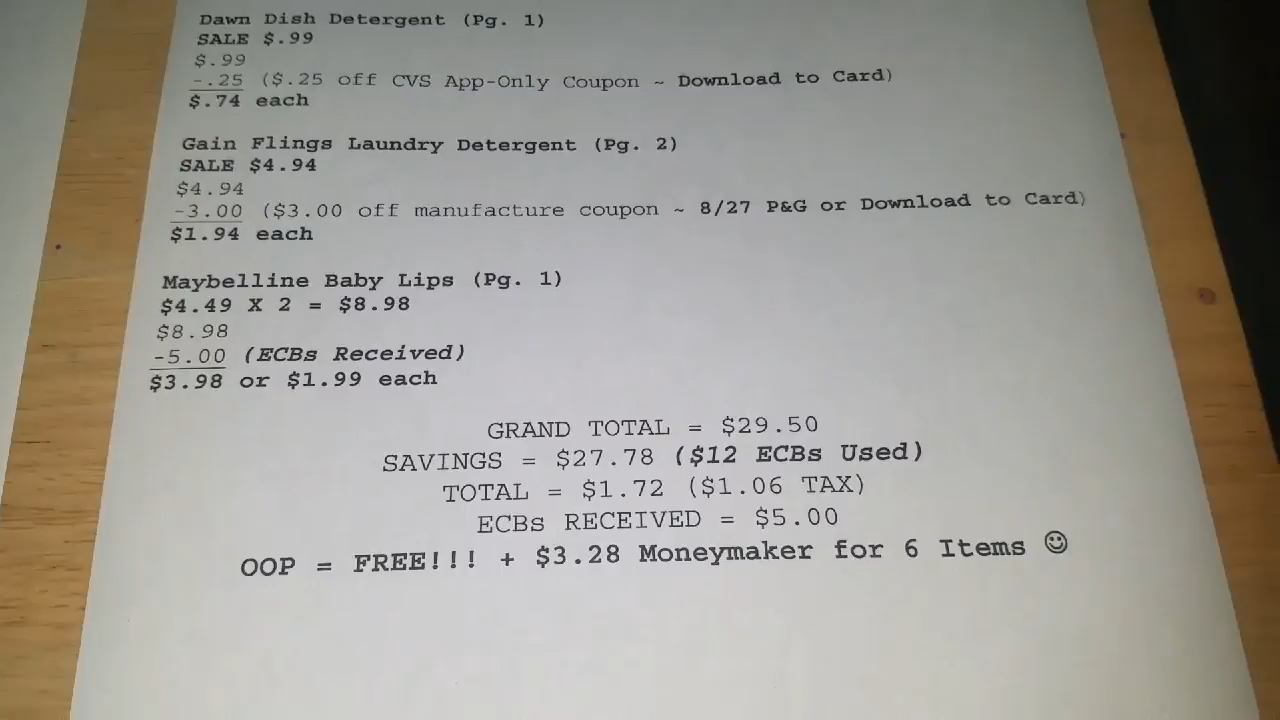 Dawn Dish Detergent (Pg. 1)
SALE $.99
$.99
-.25 ($.25 off CVS App-Only Coupon ~ Download to Card)
$.74 each
Gain Flings Laundry Detergent (Pg. 2)
SALE $4.94
$4.94
-3.00 ($3.00 off manufacture coupon ~ 8/27 P&G or Download to Card)
$1.94 each
Maybelline Baby Lips (Pg. 1)
$4.49 X 2 = $8.98
$8.98
-5.00 (ECBs Received)
$3.98 or $1.99 each
GRAND TOTAL = $29.50
SAVINGS = $27.78 ($12 ECBs Used)
TOTAL = $1.72 ($1.06 TAX)
ECBs RECEIVED = $5.00
OOP = FREE!!! + $3.28 Moneymaker for 6 Items ☺